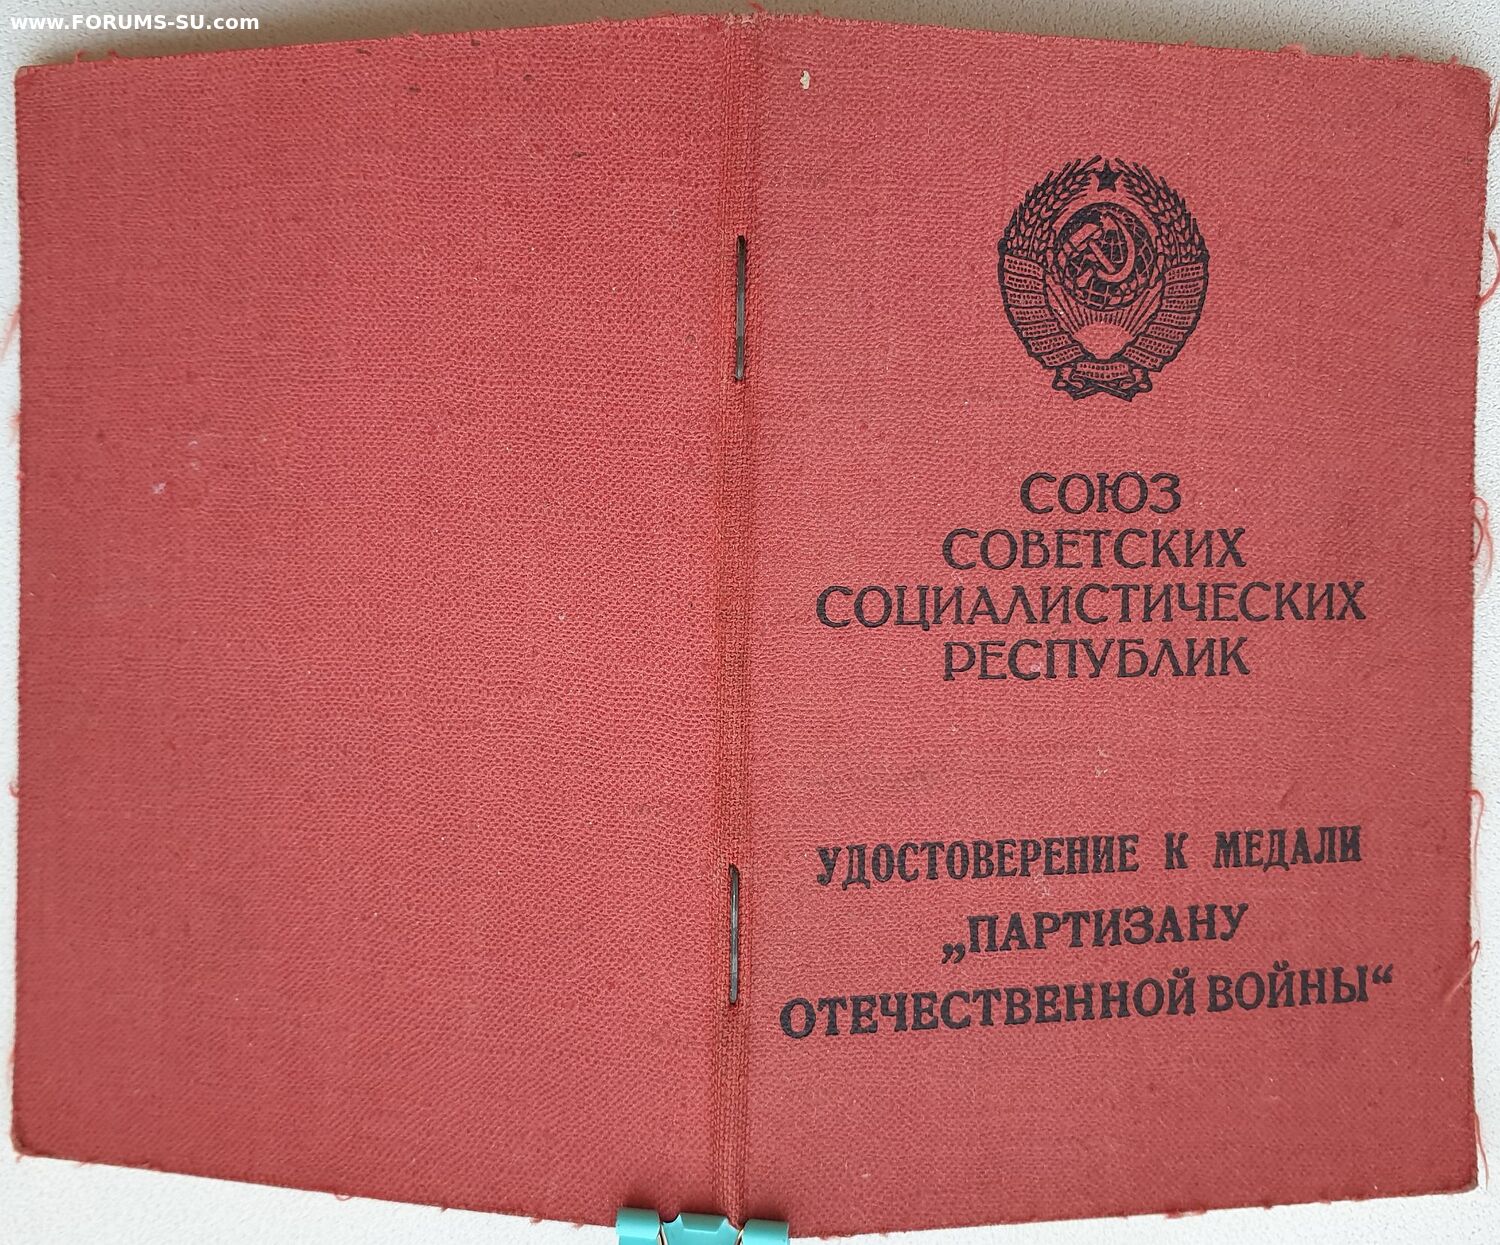 www.FORUMS-SU.com
СОЮЗ
СОВЕТСКИХ
СОЦИАЛИСТИЧЕСКИХ
РЕСПУБЛИК
УДОСТОВЕРЕНИЕ К МЕДАЛИ
„ПАРТИЗАНУ
ОТЕЧЕСТВЕННОЙ ВОЙНЫ“